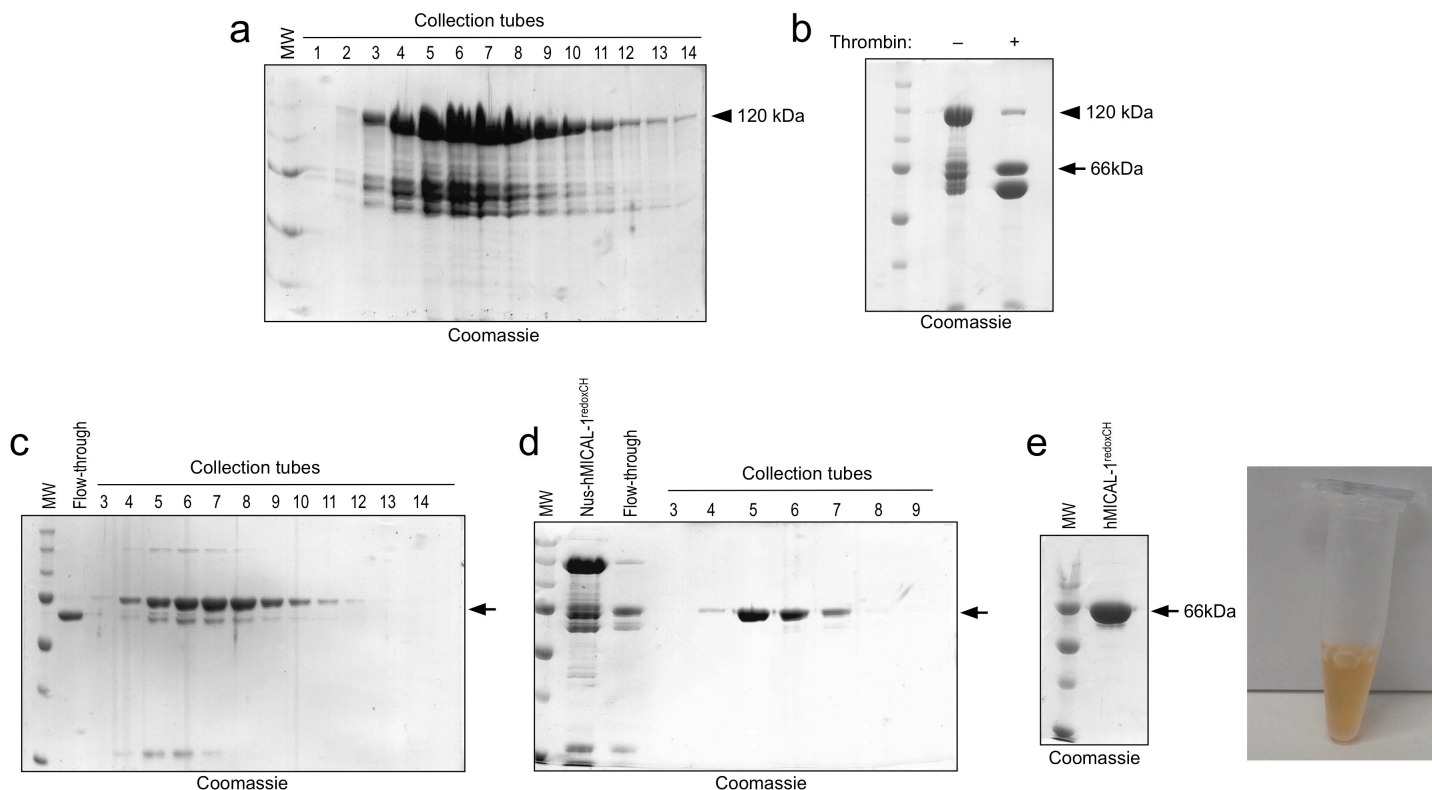 a
MW
Collection tubes
1 2 3 4 5 6 7 8 9 10 11 12 13 14
120 kDa
Coomassie
b
Thrombin: – +
120 kDa
66kDa
Coomassie
c
MW
Flow-through
Collection tubes
3 4 5 6 7 8 9 10 11 12 13 14
Coomassie
d
MW
Nus-hMICAL-1redoxCH
Flow-through
Collection tubes
3 4 5 6 7 8 9
Coomassie
e
MW
hMICAL-1redoxCH
66kDa
Coomassie